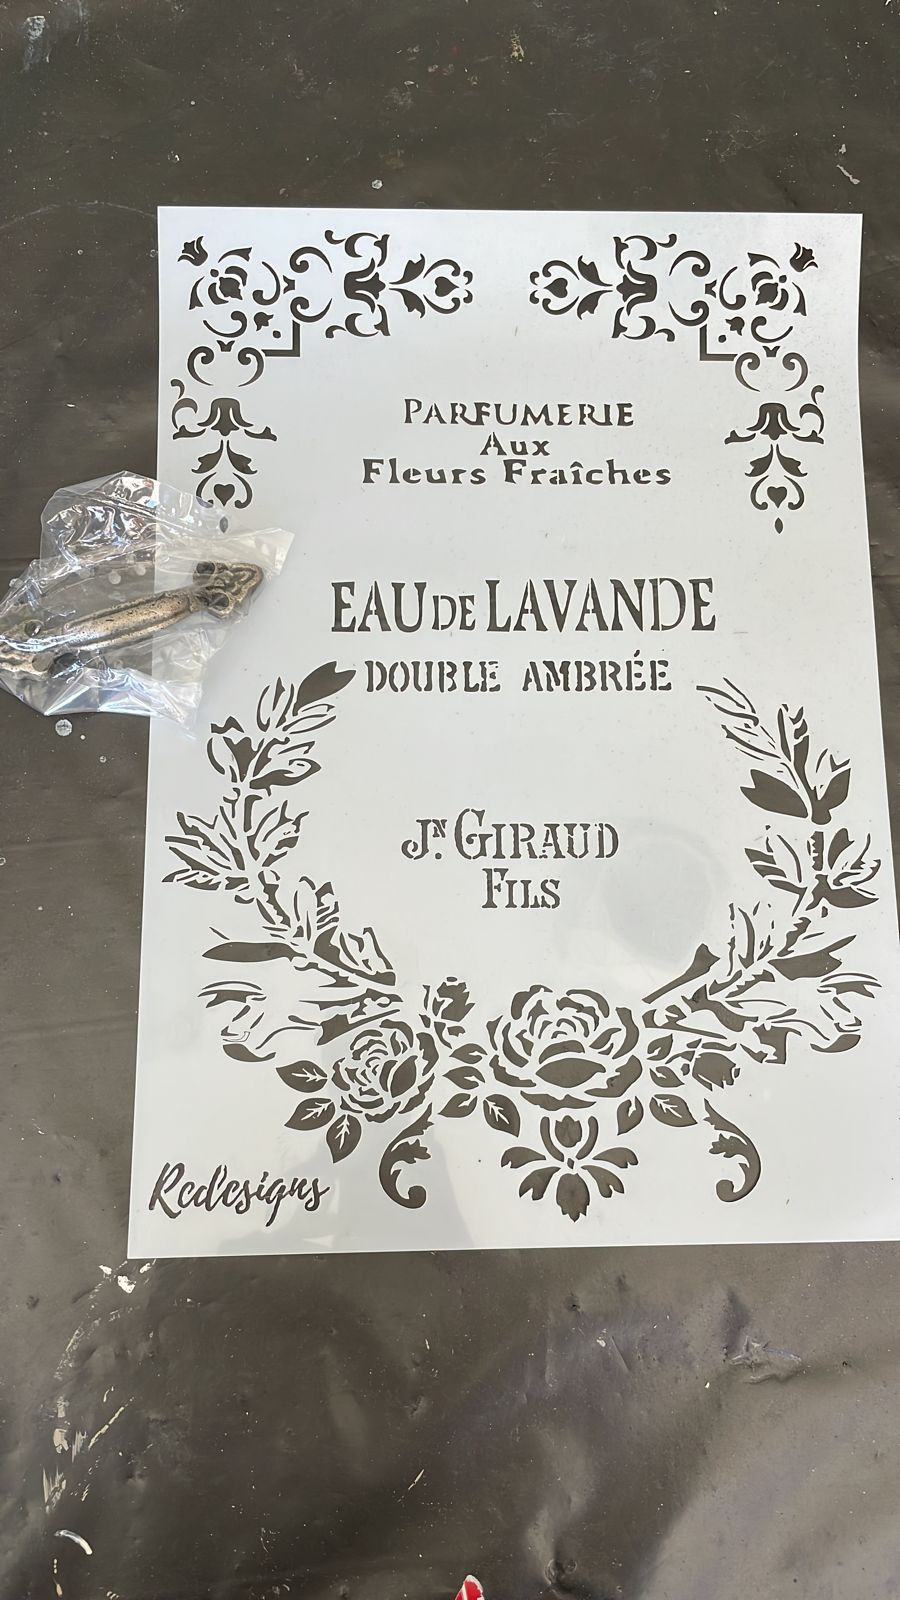 PARFUMERIE
Aux
Fleurs Fraîches
EAU DE LAVANDE
DOUBLE AMBRÉE
JN. GIRAUD
FILS
Redesigns